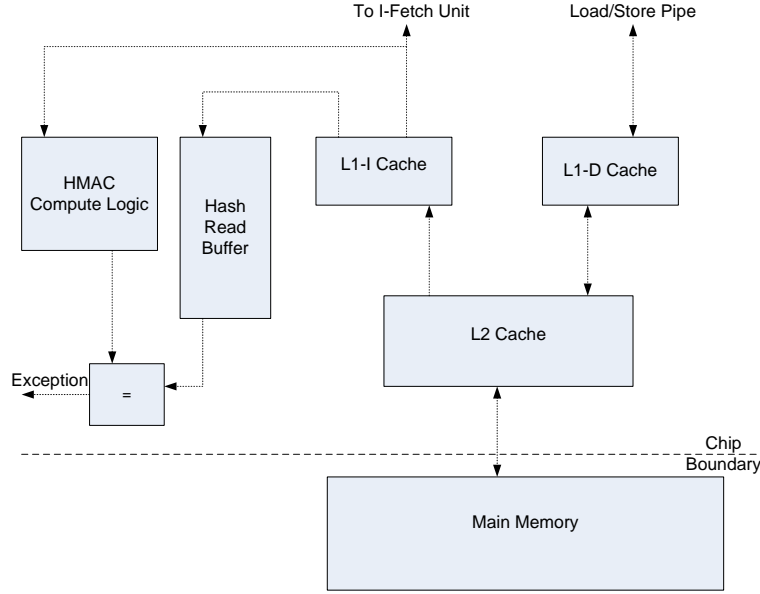 To I-Fetch Unit
Load/Store Pipe
HMAC
Compute Logic
Hash
Read
Buffer
L1-I Cache
L1-D Cache
L2 Cache
Exception
=
Chip
Boundary
Main Memory